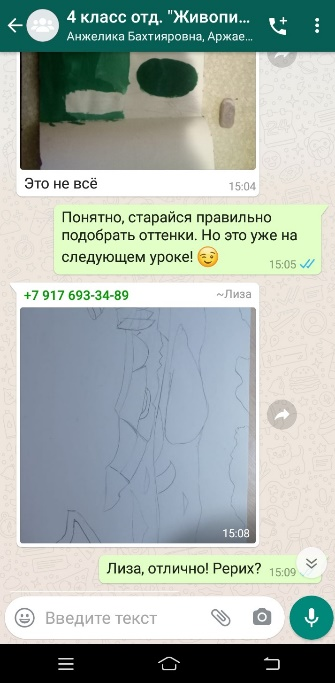 4 класс отд. "Живопи...
Анжелика Бахтияровна, Аржае...
Это не всё
15:04
Понятно, старайся правильно
подобрать оттенки. Но это уже на
следующем уроке!
15:05
+7 917 693-34-89 ~Лиза
15:08
Лиза, отлично! Рерих?
15:09
Введите текст